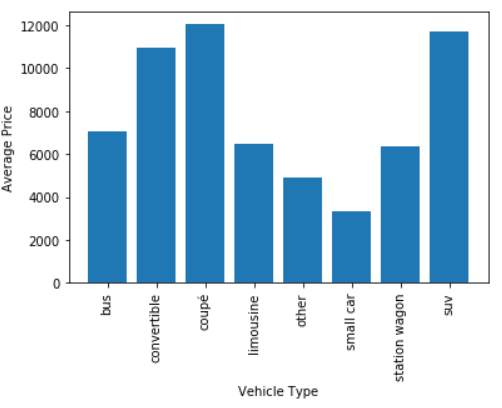 Average Price
12000
10000
8000
6000
4000
2000
0
bus
convertible
coupé
limousine
other
small car
station wagon
suv
Vehicle Type